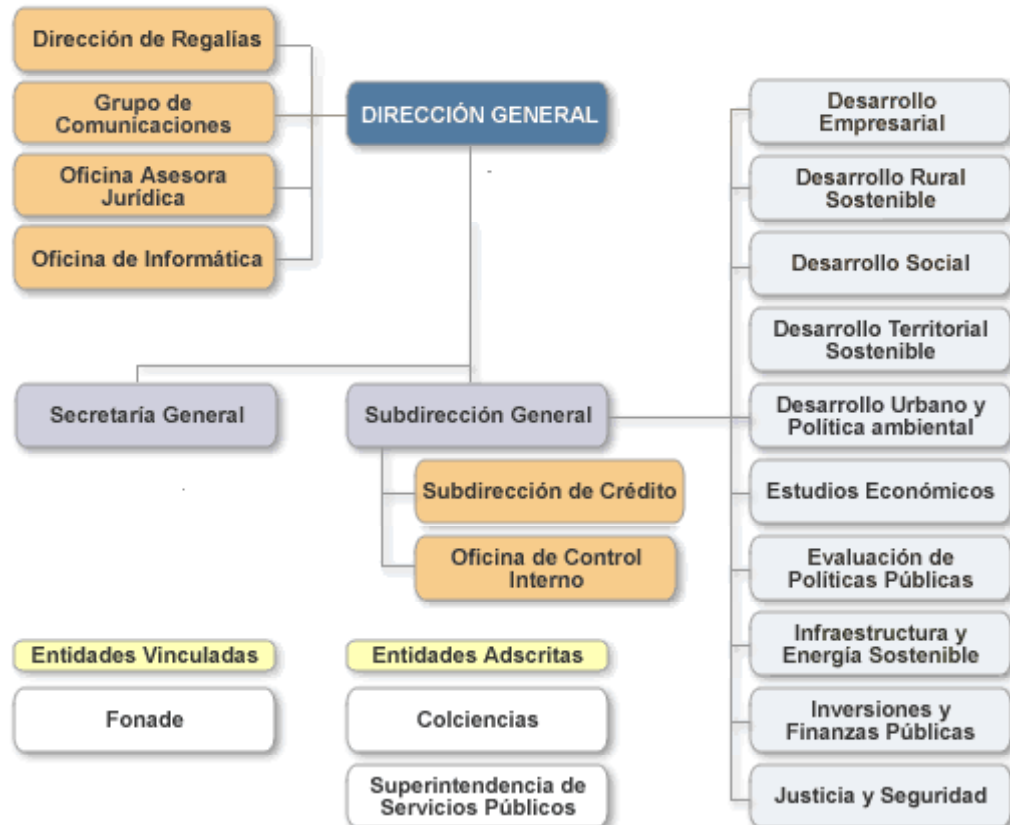 Dirección de Regalías
Grupo de
Comunicaciones
Oficina Asesora
Jurídica
Oficina de Informática
DIRECCIÓN GENERAL
Secretaría General
Subdirección General
Subdirección de Crédito
Oficina de Control
Interno
Entidades Vinculadas
Fonade
Entidades Adscritas
Colciencias
Superintendencia de
Servicios Públicos
Desarrollo
Empresarial
Desarrollo Rural
Sostenible
Desarrollo Social
Desarrollo Territorial
Sostenible
Desarrollo Urbano y
Política ambiental
Estudios Económicos
Evaluación de
Políticas Públicas
Infraestructura y
Energía Sostenible
Inversiones y
Finanzas Públicas
Justicia y Seguridad